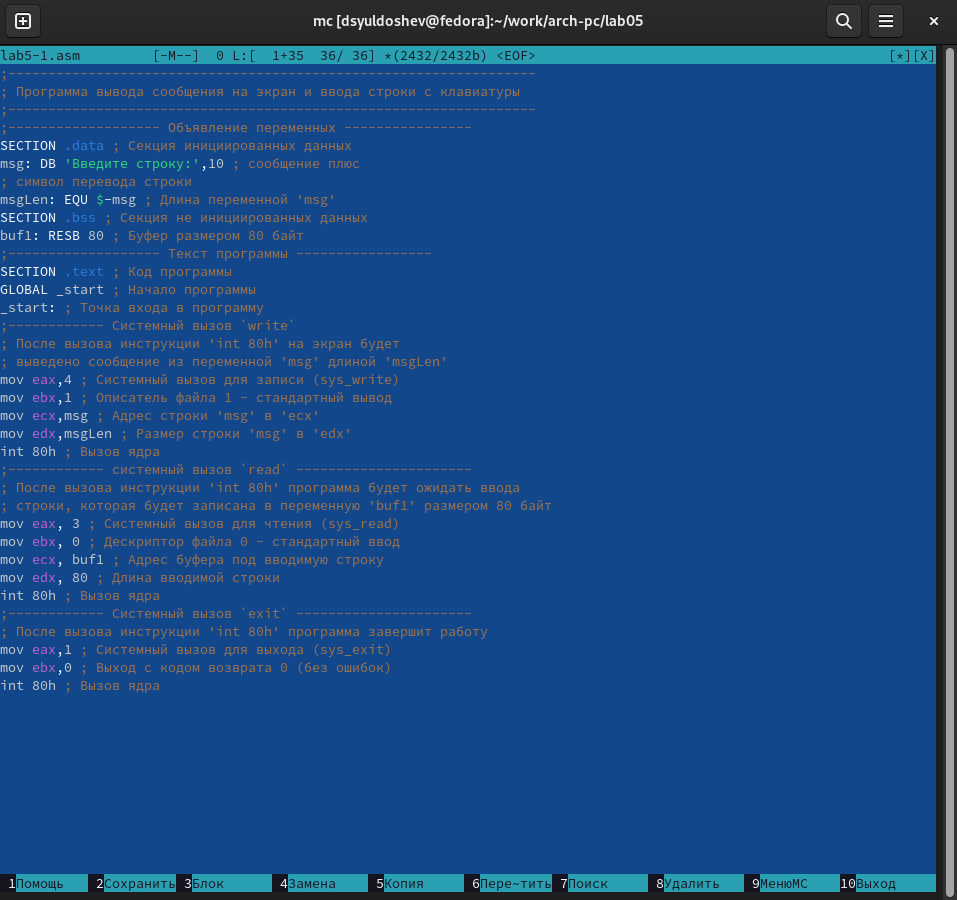 mc [dsyuldoshev@fedora]:~/work/arch-pc/lab05
lab5-1.asm [-M--] 0 L:[ 1+35 36/ 36] *(2432/2432b) <EOF> [*][X]
;------------------------------------------------------------------
; Программа вывода сообщения на экран и ввода строки с клавиатуры
;------------------------------------------------------------------
;------------------- Объявление переменных ----------------
SECTION .data ; Секция инициированных данных
msg: DB 'Введите строку:',10 ; сообщение плюс
; символ перевода строки
msgLen: EQU $-msg ; Длина переменной 'msg'
SECTION .bss ; Секция не инициированных данных
buf1: RESB 80 ; Буфер размером 80 байт
;------------------- Текст программы -----------------
SECTION .text ; Код программы
GLOBAL _start ; Начало программы
_start: ; Точка входа в программу
;------------ Системный вызов `write`
; После вызова инструкции 'int 80h' на экран будет
; выведено сообщение из переменной 'msg' длиной 'msgLen'
mov eax,4 ; Системный вызов для записи (sys_write)
mov ebx,1 ; Описатель файла 1 - стандартный вывод
mov ecx,msg ; Адрес строки 'msg' в 'ecx'
mov edx,msgLen ; Размер строки 'msg' в 'edx'
int 80h ; Вызов ядра
;------------ системный вызов `read` ----------------------
; После вызова инструкции 'int 80h' программа будет ожидать ввода
; строки, которая будет записана в переменную 'buf1' размером 80 байт
mov eax, 3 ; Системный вызов для чтения (sys_read)
mov ebx, 0 ; Дескриптор файла 0 - стандартный ввод
mov ecx, buf1 ; Адрес буфера под вводимую строку
mov edx, 80 ; Длина вводимой строки
int 80h ; Вызов ядра
;------------ Системный вызов `exit` ----------------------
; После вызова инструкции 'int 80h' программа завершит работу
mov eax,1 ; Системный вызов для выхода (sys_exit)
mov ebx,0 ; Выход с кодом возврата 0 (без ошибок)
int 80h ; Вызов ядра
1Помощь 2Сохранить 3Блок 4Замена 5Копия 6Пере~тить 7Поиск 8Удалить 9МенюМС 10Выход